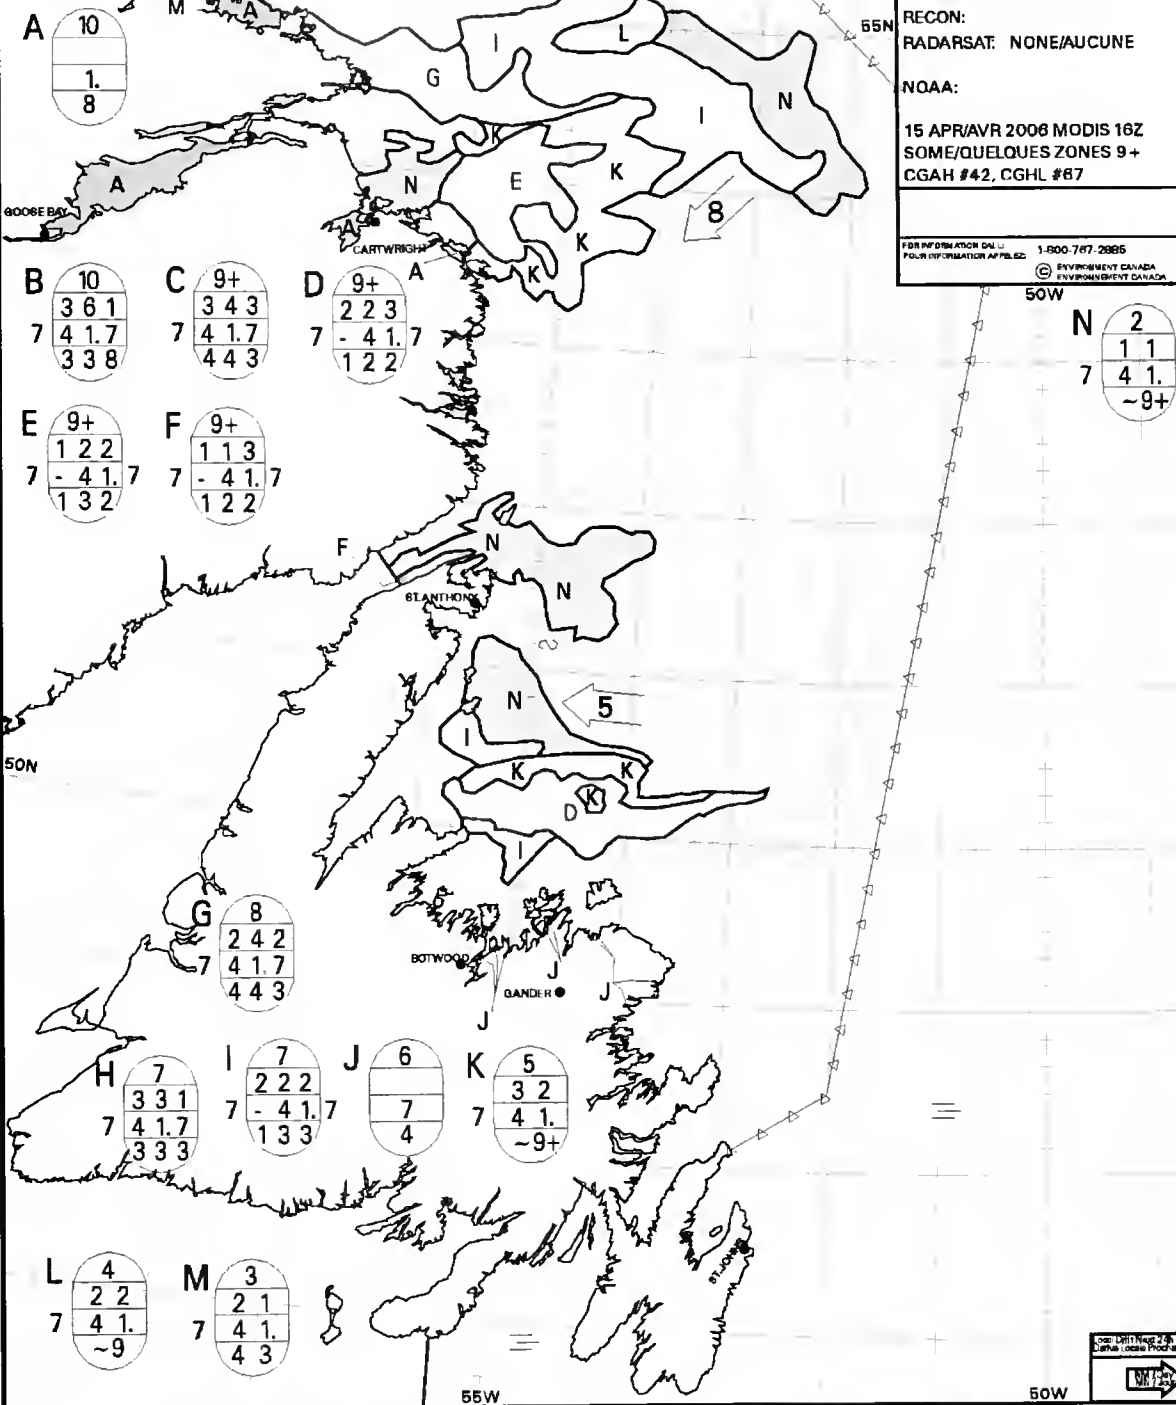 M
A
I
L
55N
RECON:
RADARSAT: NONE/AUCUNE
A
10
1.
8
G
I
N
NOAA:
15 APR/AVR 2006 MODIS 16Z
SOME/QUELQUES ZONES 9+
CGAH #42, CGHL #67
K
A
N
E
K
GOOSE BAY
A
8
CARTWRIGHT
A
K
K
FOR INFORMATION CALL 1-800-767-2885
POUR INFORMATION APPELEZ
© ENVIRONMENT CANADA
ENVIRONNEMENT CANADA
50W
B
10
3 6 1
7 4 1. 7
3 3 8
C
9+
3 4 3
7 4 1. 7
4 4 3
D
9+
2 2 3
7 - 4 1. 7
1 2 2
N
2
1 1
7 4 1.
~9+
E
9+
1 2 2
7 - 4 1. 7
1 3 2
F
9+
1 1 3
7 - 4 1. 7
1 2 2
F
N
N
ST.ANTHONY
N
5
I
50N
K
K
K
D
I
G
8
2 4 2
7 4 1. 7
4 4 3
BOTWOOD
J
GANDER
J
J
H
7
3 3 1
7 4 1. 7
3 3 3
I
7
2 2 2
7 - 4 1. 7
1 3 3
J
6
7
4
K
5
3 2
7 4 1.
~9+
ST.JOHN'S
L
4
2 2
7 4 1.
~9
M
3
2 1
7 4 1.
4 3
55W
50W